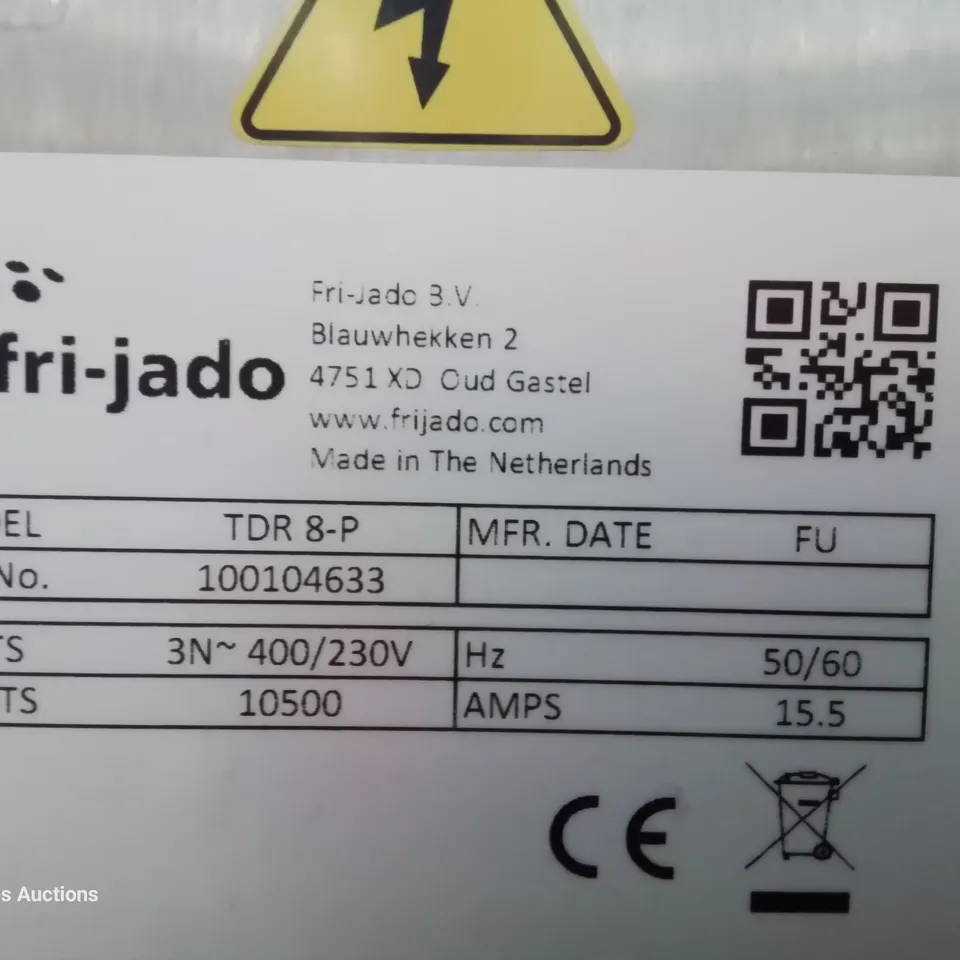 fri-jado
Fri-Jado B.V.
Blauwhekken 2
4751 XD Oud Gastel
www.frijado.com
Made in The Netherlands
EL TDR 8-P MFR. DATE FU
No. 100104633
TS 3N~ 400/230V Hz 50/60
TS 10500 AMPS 15.5
CE
s Auctions